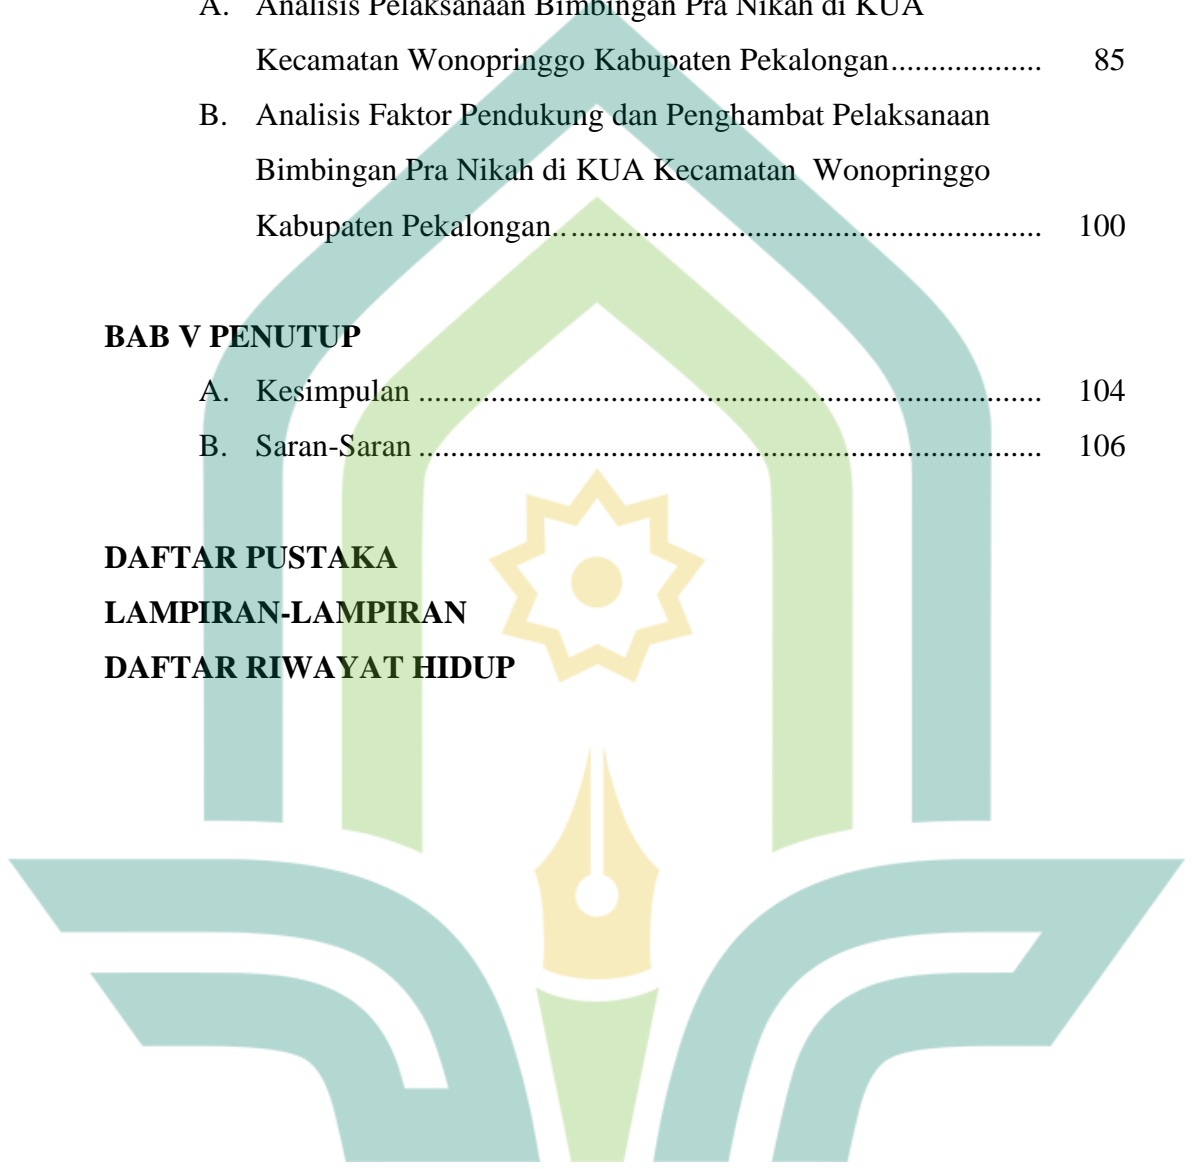 A. Analisis Pelaksanaan Bimbingan Pra Nikah di KUA
Kecamatan Wonopringgo Kabupaten Pekalongan................... 85
B. Analisis Faktor Pendukung dan Penghambat Pelaksanaan
Bimbingan Pra Nikah di KUA Kecamatan Wonopringgo
Kabupaten Pekalongan............................................................. 100
BAB V PENUTUP
A. Kesimpulan .............................................................................. 104
B. Saran-Saran .............................................................................. 106
DAFTAR PUSTAKA
LAMPIRAN-LAMPIRAN
DAFTAR RIWAYAT HIDUP